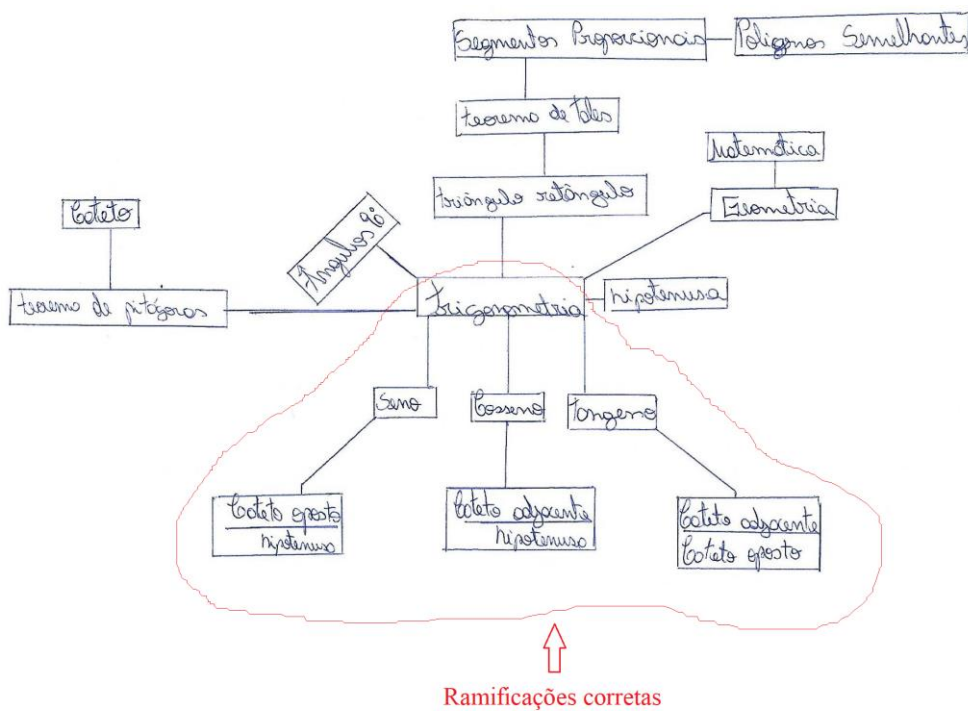 Segmentos Proporcionais
Polígonos Semelhantes
teorema de tales
Matemática
triângulo retângulo
Geometria
Cateto
Ângulos 90°
teorema de pitágoras
trigonometria
hipotenusa
Seno
Cosseno
tangeno
Cateto oposto
hipotenusa
Cateto adjacente
hipotenusa
Cateto adjacente
Cateto oposto
Ramificações corretas